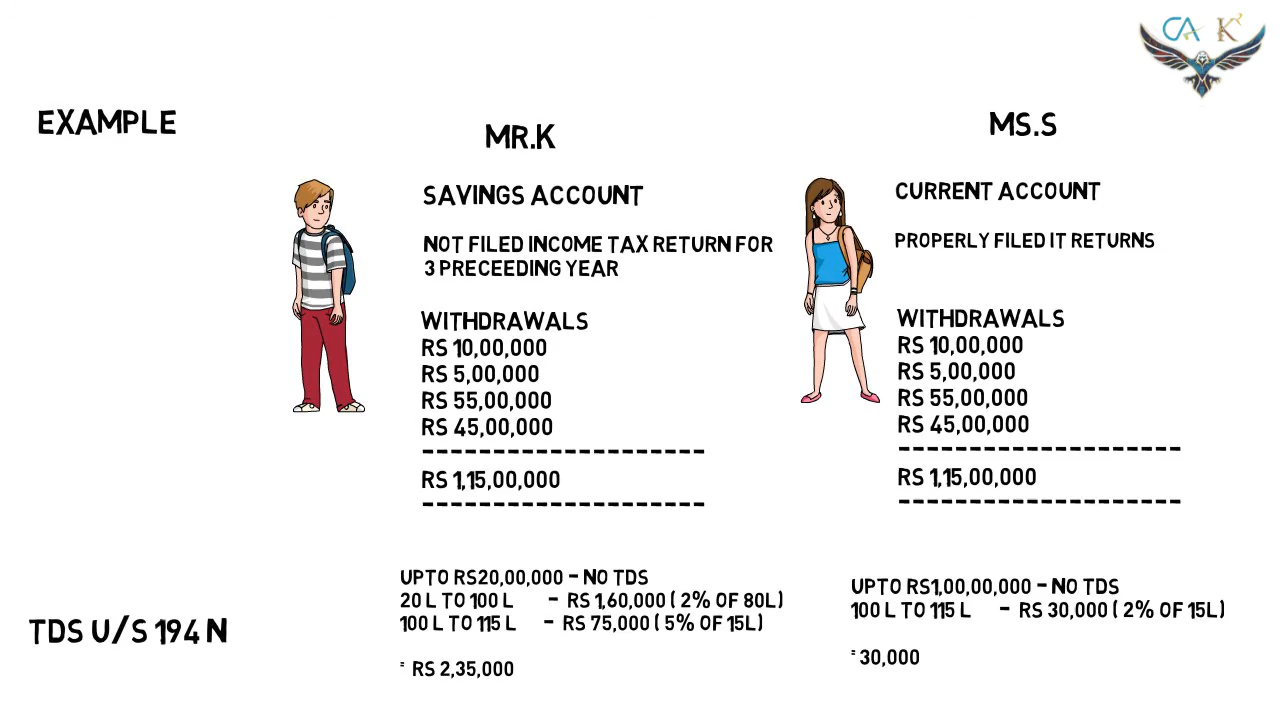 CA K²
EXAMPLE
MR.K
SAVINGS ACCOUNT
NOT FILED INCOME TAX RETURN FOR
3 PRECEEDING YEAR
WITHDRAWALS
RS 10,00,000
RS 5,00,000
RS 55,00,000
RS 45,00,000
--------------------
RS 1,15,00,000
--------------------
MS.S
CURRENT ACCOUNT
PROPERLY FILED IT RETURNS
WITHDRAWALS
RS 10,00,000
RS 5,00,000
RS 55,00,000
RS 45,00,000
--------------------
RS 1,15,00,000
--------------------
TDS U/S 194 N
UPTO RS20,00,000 - NO TDS
20 L TO 100 L - RS 1,60,000 ( 2% OF 80L)
100 L TO 115 L - RS 75,000 ( 5% OF 15L)
= RS 2,35,000
UPTO RS1,00,00,000 - NO TDS
100 L TO 115 L - RS 30,000 ( 2% OF 15L)
= 30,000